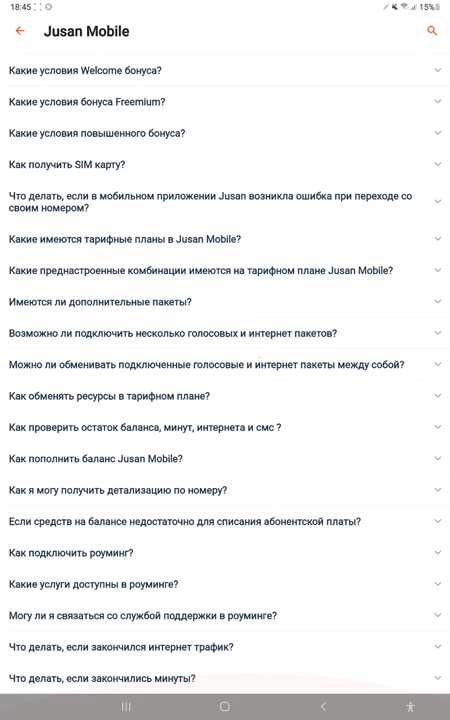 18:45
15%
Jusan Mobile
Какие условия Welcome бонуса?
Какие условия бонуса Freemium?
Какие условия повышенного бонуса?
Как получить SIM карту?
Что делать, если в мобильном приложении Jusan возникла ошибка при переходе со
своим номером?
Какие имеются тарифные планы в Jusan Mobile?
Какие преднастроенные комбинации имеются на тарифном плане Jusan Mobile?
Имеются ли дополнительные пакеты?
Возможно ли подключить несколько голосовых и интернет пакетов?
Можно ли обменивать подключенные голосовые и интернет пакеты между собой?
Как обменять ресурсы в тарифном плане?
Как проверить остаток баланса, минут, интернета и смс ?
Как пополнить баланс Jusan Mobile?
Как я могу получить детализацию по номеру?
Если средств на балансе недостаточно для списания абонентской платы?
Как подключить роуминг?
Какие услуги доступны в роуминге?
Могу ли я связаться со службой поддержки в роуминге?
Что делать, если закончился интернет трафик?
Что делать, если закончились минуты?